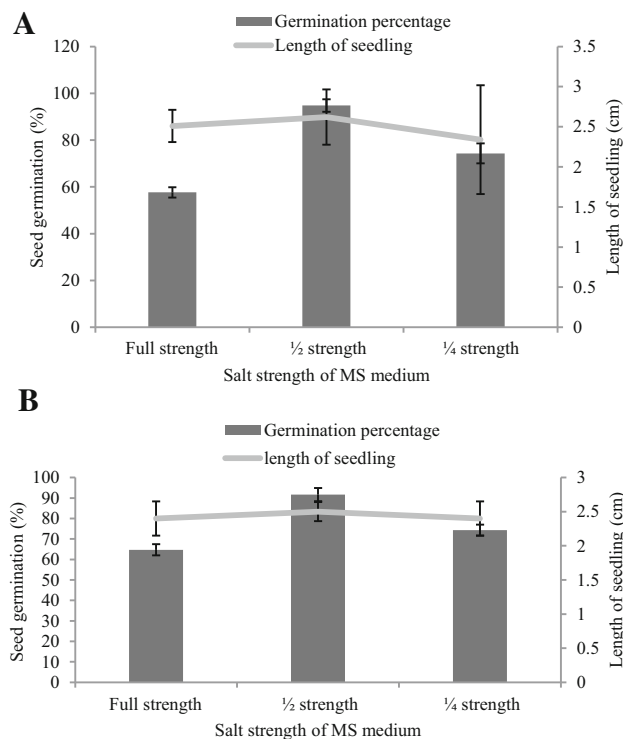 A
Germination percentage
Length of seedling
120
100
80
60
40
20
0
Seed germination (%)
3.5
3
2.5
2
1.5
1
0.5
0
Length of seedling (cm)
Full strength
½ strength
¼ strength
Salt strength of MS medium
B
Germination percentage
length of seedling
100
90
80
70
60
50
40
30
20
10
0
Seed germination (%)
3
2.5
2
1.5
1
0.5
0
Length of seedling (cm)
Full strength
½ strength
¼ strength
Salt strength of MS medium